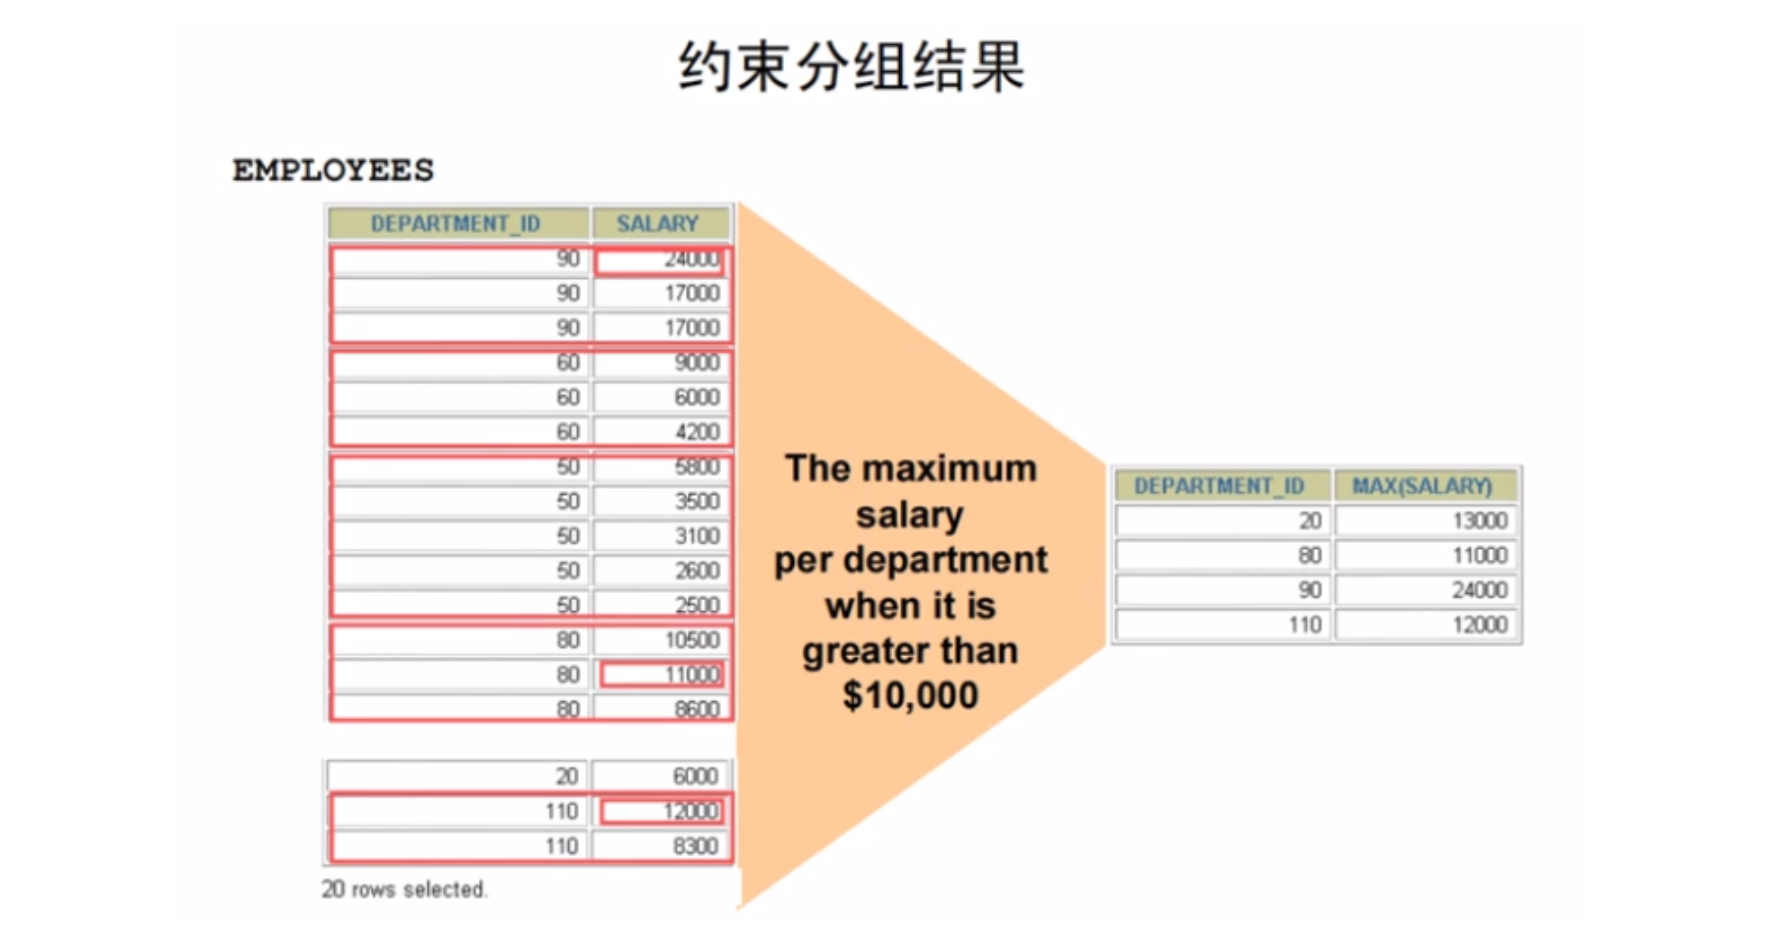 约束分组结果
EMPLOYEES
DEPARTMENT_ID SALARY
90 24000
90 17000
90 17000
60 9000
60 6000
60 4200
50 5800
50 3500
50 3100
50 2600
50 2500
80 10500
80 11000
80 8600
20 6000
110 12000
110 8300
20 rows selected.
The maximum
salary
per department
when it is
greater than
$10,000
DEPARTMENT_ID MAX(SALARY)
20 13000
80 11000
90 24000
110 12000